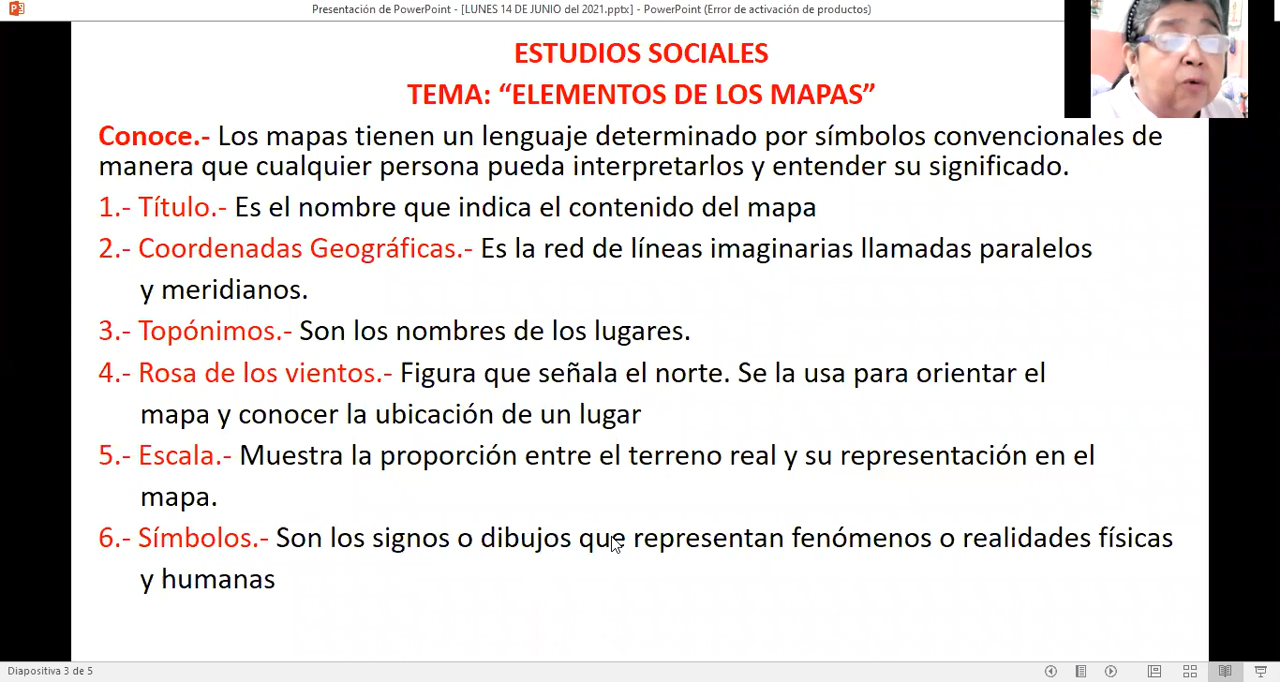 Presentación de PowerPoint - [LUNES 14 DE JUNIO del 2021.pptx] - PowerPoint (Error de activación de productos)
ESTUDIOS SOCIALES
TEMA: “ELEMENTOS DE LOS MAPAS”
Conoce.- Los mapas tienen un lenguaje determinado por símbolos convencionales de
manera que cualquier persona pueda interpretarlos y entender su significado.
1.- Título.- Es el nombre que indica el contenido del mapa
2.- Coordenadas Geográficas.- Es la red de líneas imaginarias llamadas paralelos
y meridianos.
3.- Topónimos.- Son los nombres de los lugares.
4.- Rosa de los vientos.- Figura que señala el norte. Se la usa para orientar el
mapa y conocer la ubicación de un lugar
5.- Escala.- Muestra la proporción entre el terreno real y su representación en el
mapa.
6.- Símbolos.- Son los signos o dibujos que representan fenómenos o realidades físicas
y humanas
Diapositiva 3 de 5